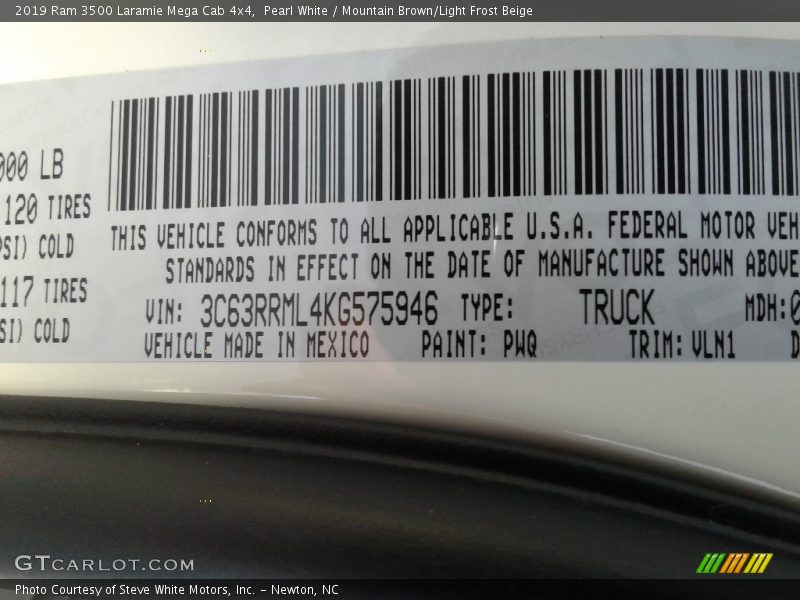 2019 Ram 3500 Laramie Mega Cab 4x4,  Pearl White / Mountain Brown/Light Frost Beige
000 LB
120 TIRES
PSI) COLD
117 TIRES
SI) COLD
THIS VEHICLE CONFORMS TO ALL APPLICABLE U.S.A. FEDERAL MOTOR VEH
STANDARDS IN EFFECT ON THE DATE OF MANUFACTURE SHOWN ABOVE
VIN: 3C63RRML4KG575946 TYPE: TRUCK MDH:0
VEHICLE MADE IN MEXICO PAINT: PWQ TRIM: VLN1 D
GTCARLOT.COM
Photo Courtesy of Steve White Motors, Inc. – Newton, NC